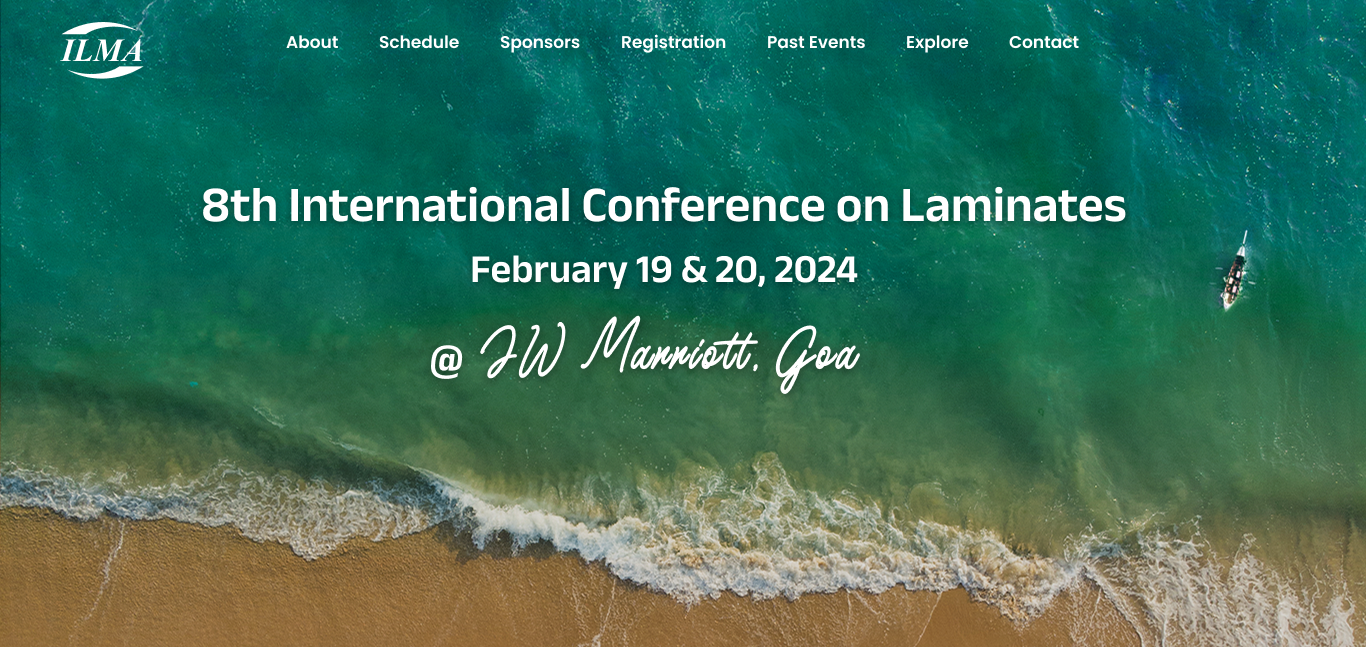 ILMA
About Schedule Sponsors Registration Past Events Explore Contact
8th International Conference on Laminates
February 19 & 20, 2024
@ JW Marriott, Goa